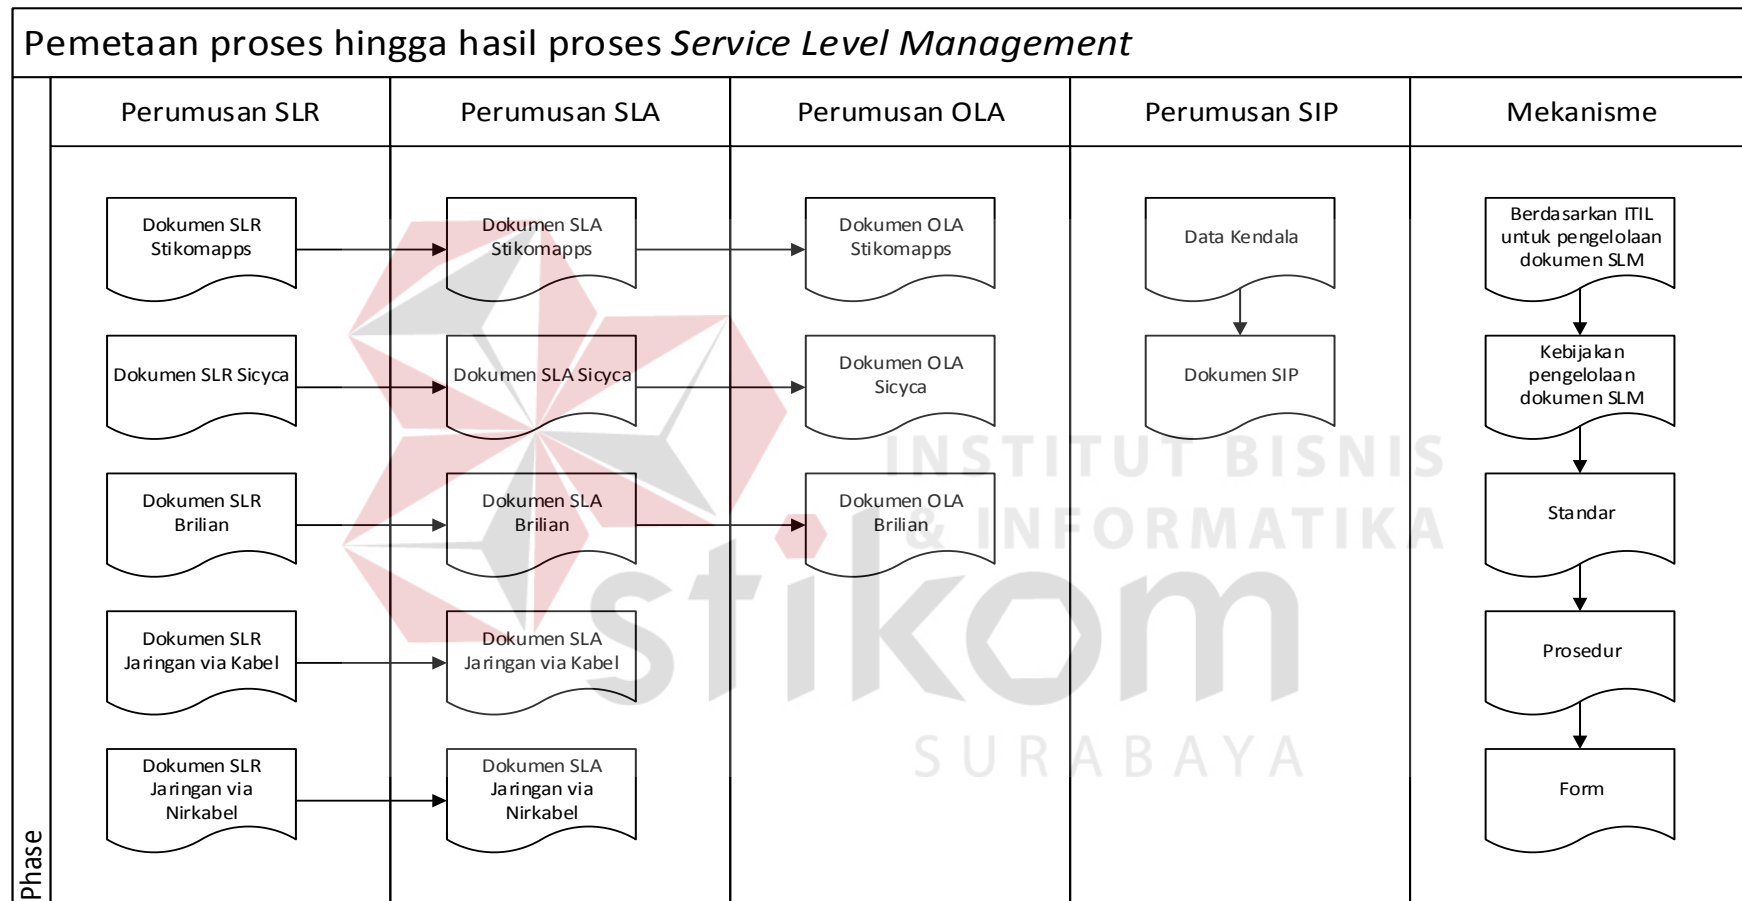 Pemetaan proses hingga hasil proses Service Level Management
Phase
Perumusan SLR
Perumusan SLA
Perumusan OLA
Perumusan SIP
Mekanisme
Dokumen SLR
Stikomapps
Dokumen SLA
Stikomapps
Dokumen OLA
Stikomapps
Data Kendala
Berdasarkan ITIL
untuk pengelolaan
dokumen SLM
Dokumen SLR Sicyca
Dokumen SLA Sicyca
Dokumen OLA
Sicyca
Dokumen SIP
Kebijakan
pengelolaan
dokumen SLM
Dokumen SLR
Brilian
Dokumen SLA
Brilian
Dokumen OLA
Brilian
Standar
Dokumen SLR
Jaringan via Kabel
Dokumen SLA
Jaringan via Kabel
Prosedur
Dokumen SLR
Jaringan via
Nirkabel
Dokumen SLA
Jaringan via
Nirkabel
Form
INSTITUT BISNIS
& INFORMATIKA
stikom
SURABAYA